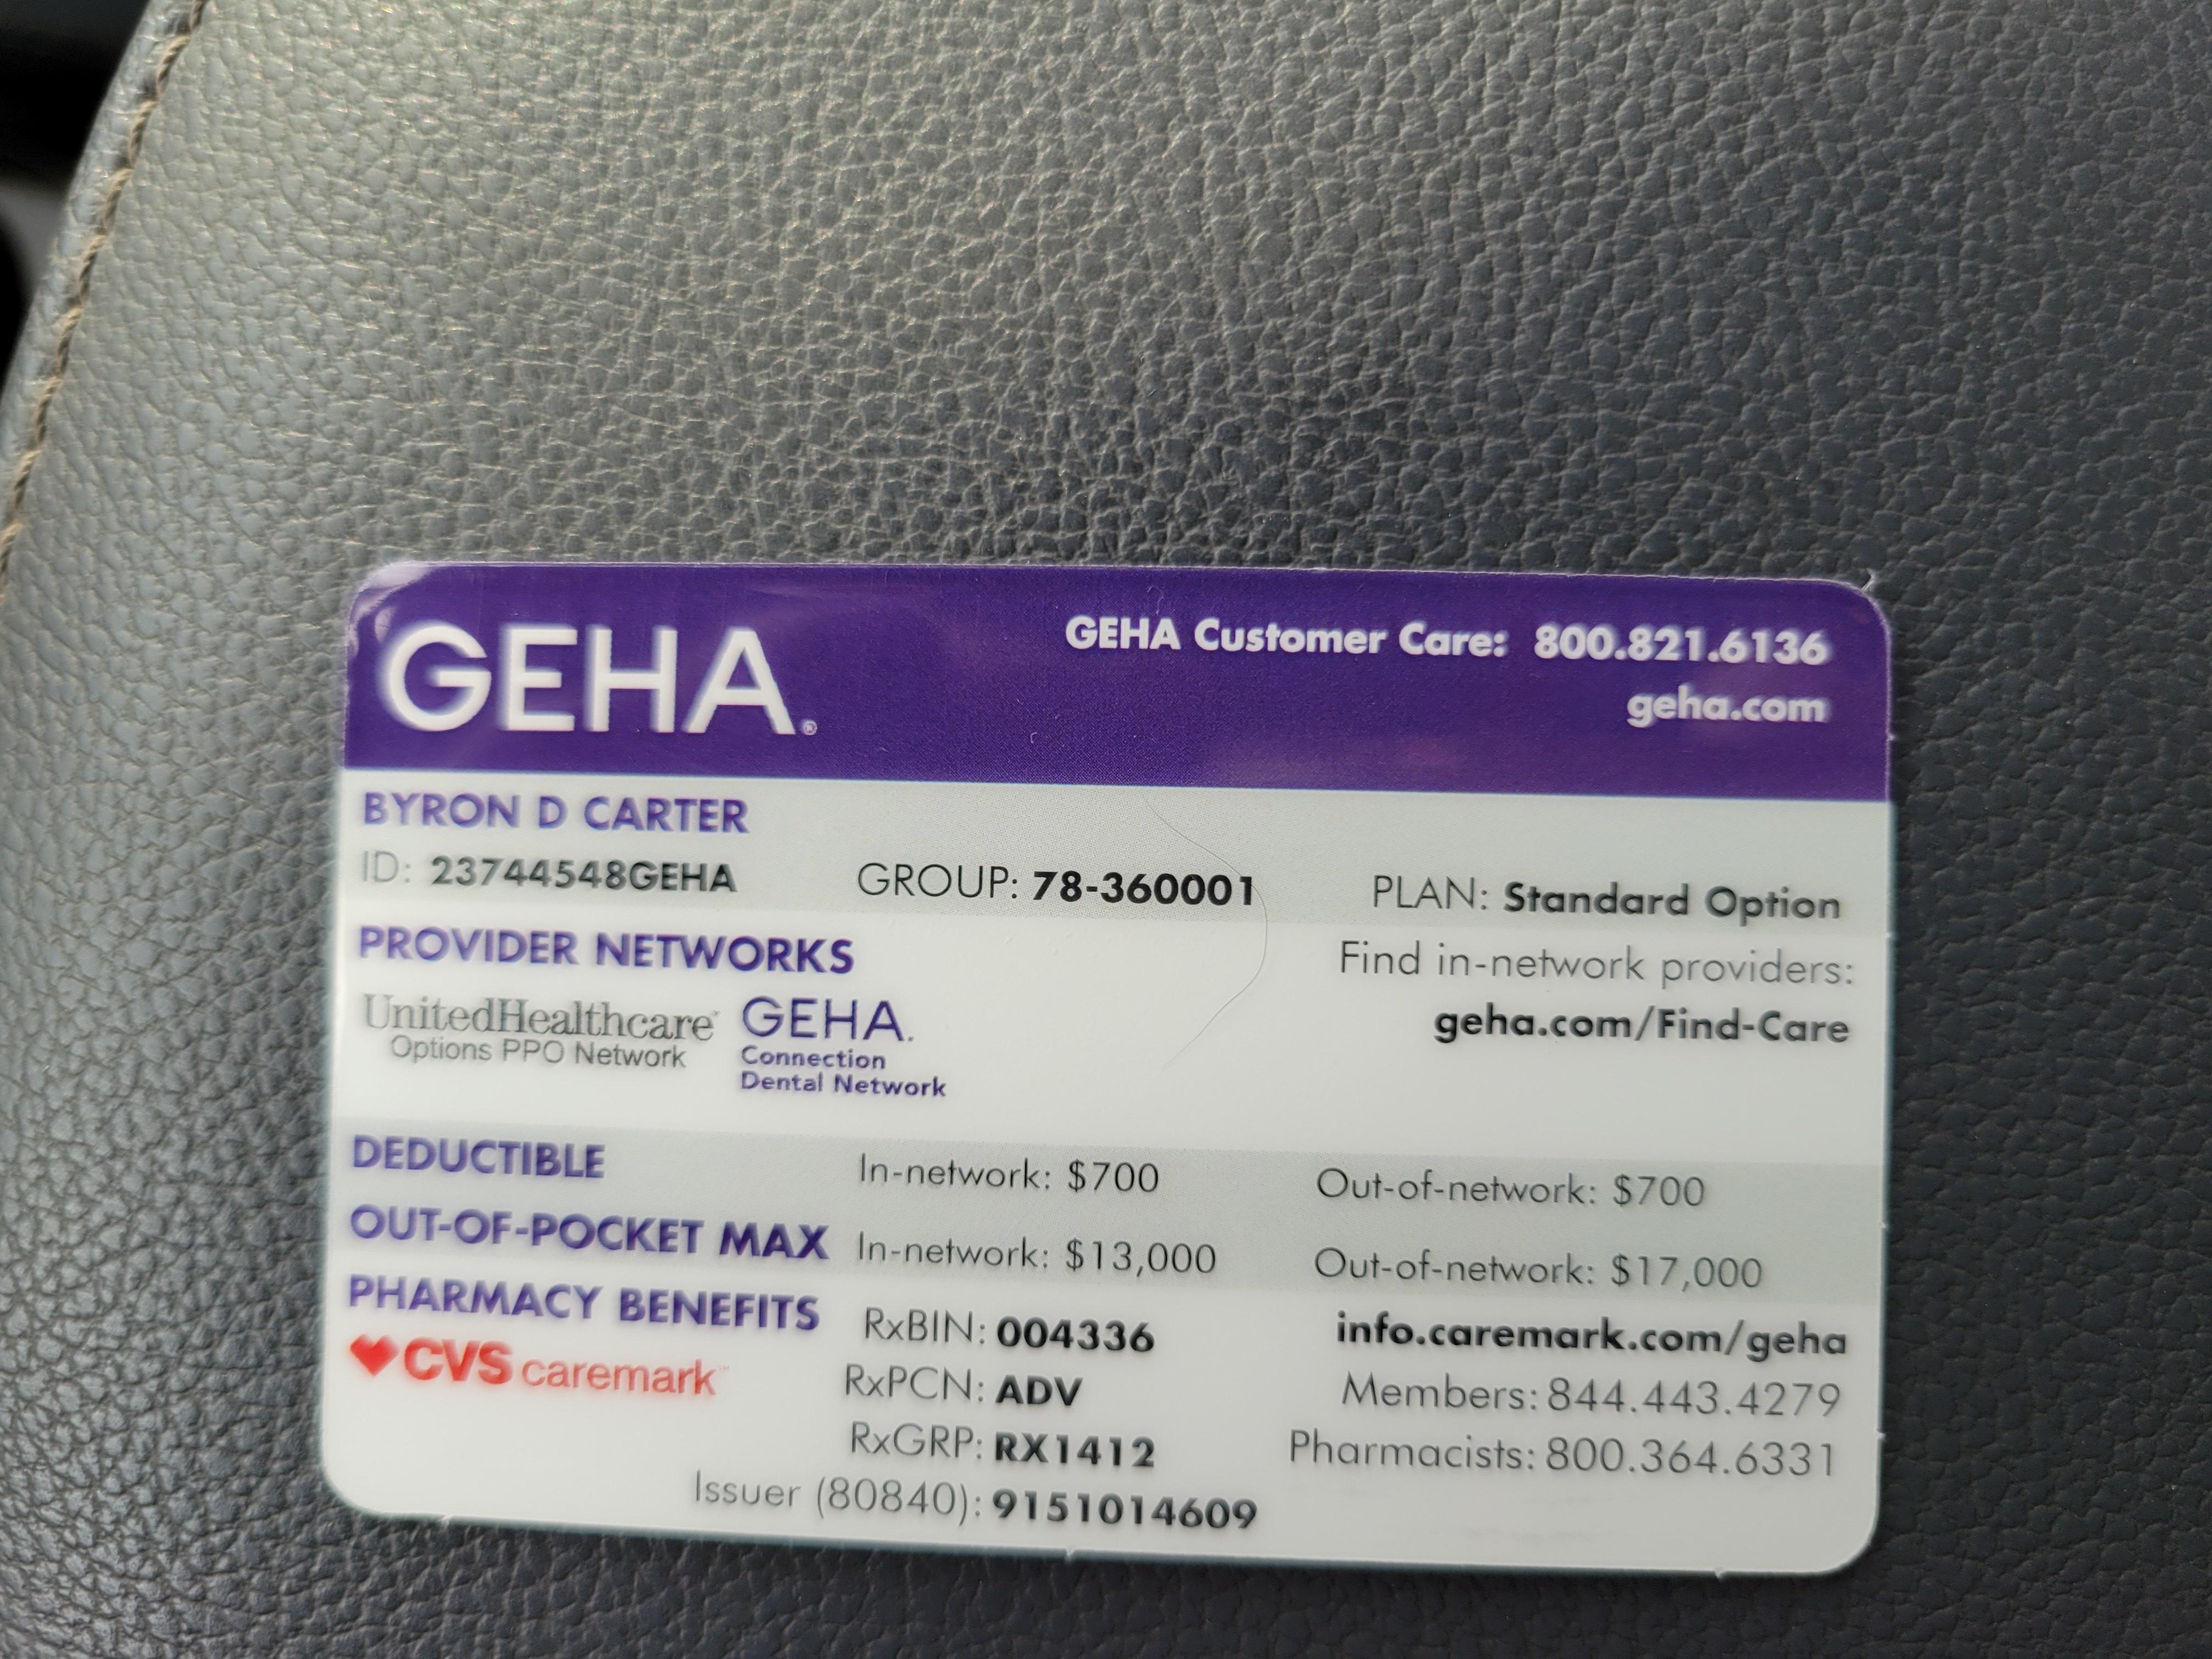 GEHA®
GEHA Customer Care: 800.821.6136
geha.com
BYRON D CARTER
ID: 23744548GEHA GROUP: 78-360001 PLAN: Standard Option
PROVIDER NETWORKS
Find in-network providers:
geha.com/Find-Care
UnitedHealthcare
Options PPO Network
GEHA.
Connection
Dental Network
DEDUCTIBLE In-network: $700 Out-of-network: $700
OUT-OF-POCKET MAX In-network: $13,000 Out-of-network: $17,000
PHARMACY BENEFITS
CVS caremark
RxBIN: 004336
RxPCN: ADV
RxGRP: RX1412
Issuer (80840): 9151014609
info.caremark.com/geha
Members: 844.443.4279
Pharmacists: 800.364.6331